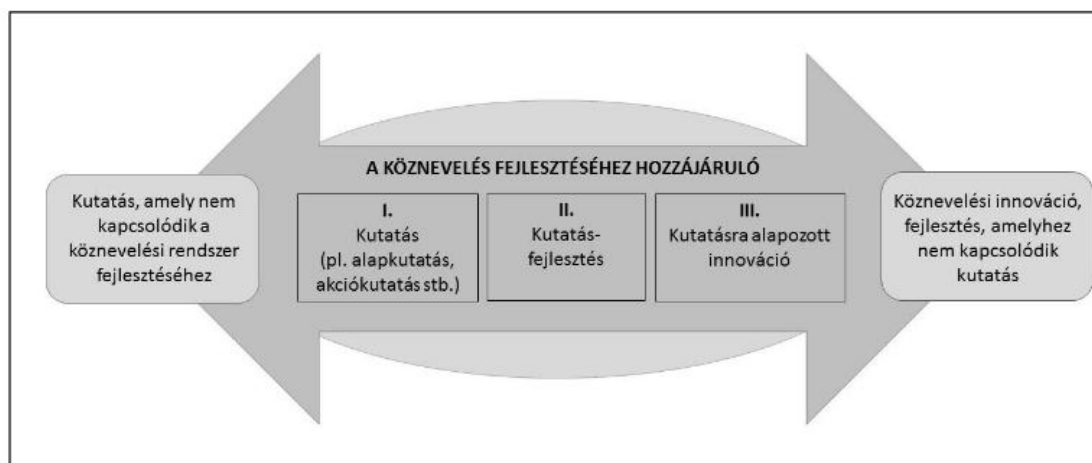 A KÖZNEVELÉS FEJLESZTÉSÉHEZ HOZZÁJÁRULÓ
Kutatás, amely nem
kapcsolódik a
köznevelési rendszer
fejlesztéséhez
I.
Kutatás
(pl. alapkutatás,
akciókutatás stb.)
II.
Kutatás-
fejlesztés
III.
Kutatásra alapozott
innováció
Köznevelési innováció,
fejlesztés, amelyhez
nem kapcsolódik
kutatás